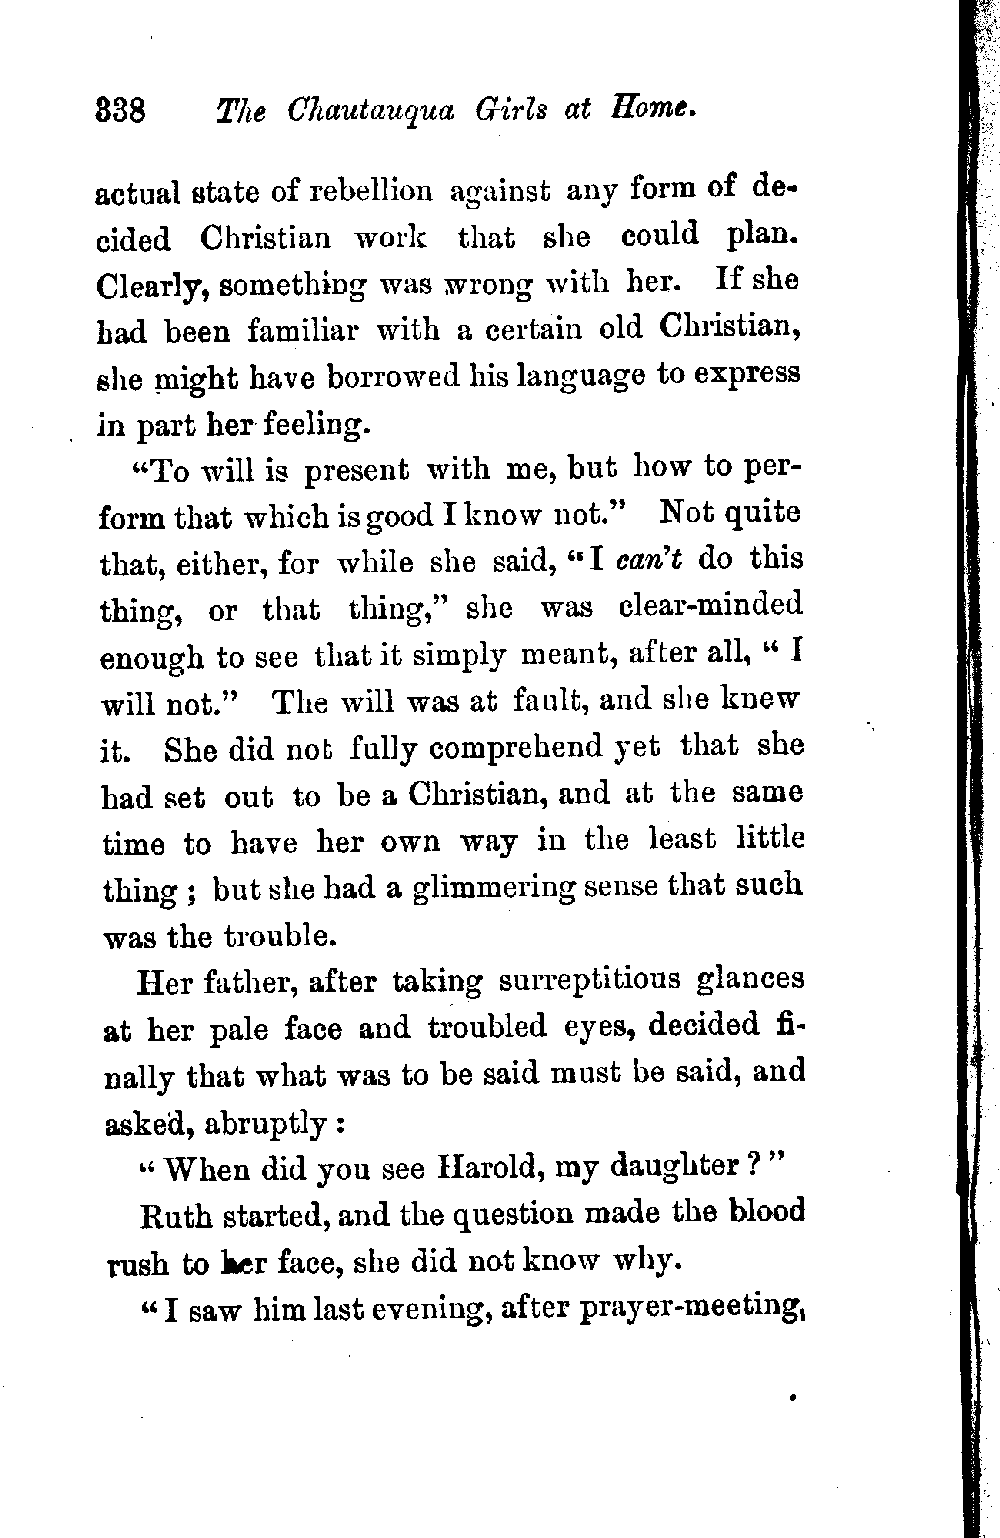 338 The Chautauqua Girls at Home.
actual state of rebellion against any form of de-
cided Christian work that she could plan.
Clearly, something was wrong with her. If she
had been familiar with a certain old Christian,
she might have borrowed his language to express
in part her feeling.
“To will is present with me, but how to per-
form that which is good I know not.” Not quite
that, either, for while she said, “I can’t do this
thing, or that thing,” she was clear-minded
enough to see that it simply meant, after all, “ I
will not.” The will was at fault, and she knew
it. She did not fully comprehend yet that she
had set out to be a Christian, and at the same
time to have her own way in the least little
thing ; but she had a glimmering sense that such
was the trouble.
Her father, after taking surreptitious glances
at her pale face and troubled eyes, decided fi-
nally that what was to be said must be said, and
asked, abruptly :
“ When did you see Harold, my daughter ? ”
Ruth started, and the question made the blood
rush to her face, she did not know why.
“ I saw him last evening, after prayer-meeting,